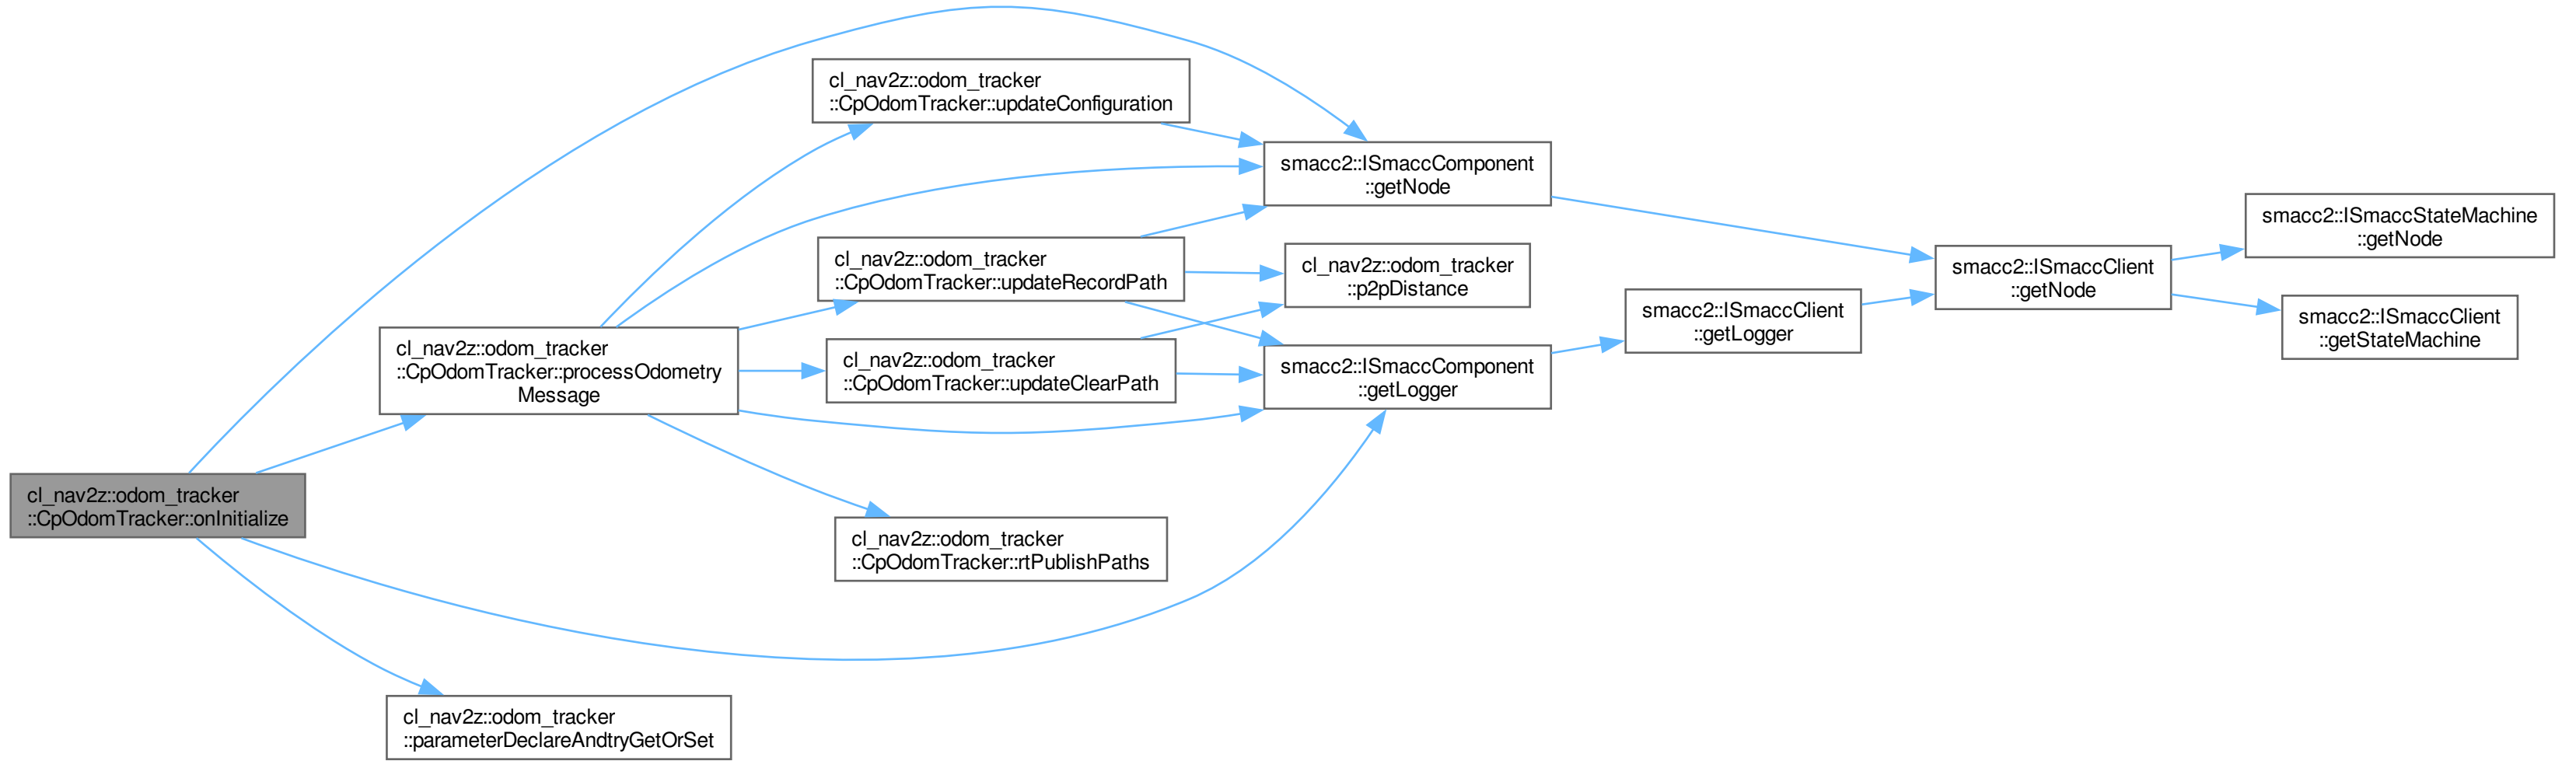 cl_nav2z::odom_tracker
::CpOdomTracker::onInitialize
cl_nav2z::odom_tracker
::CpOdomTracker::processOdometry
Message
cl_nav2z::odom_tracker
::parameterDeclareAndtryGetOrSet
cl_nav2z::odom_tracker
::CpOdomTracker::updateConfiguration
cl_nav2z::odom_tracker
::CpOdomTracker::updateRecordPath
cl_nav2z::odom_tracker
::CpOdomTracker::updateClearPath
cl_nav2z::odom_tracker
::CpOdomTracker::rtPublishPaths
smacc2::ISmaccComponent
::getNode
cl_nav2z::odom_tracker
::p2pDistance
smacc2::ISmaccComponent
::getLogger
smacc2::ISmaccClient
::getLogger
smacc2::ISmaccClient
::getNode
smacc2::ISmaccStateMachine
::getNode
smacc2::ISmaccClient
::getStateMachine